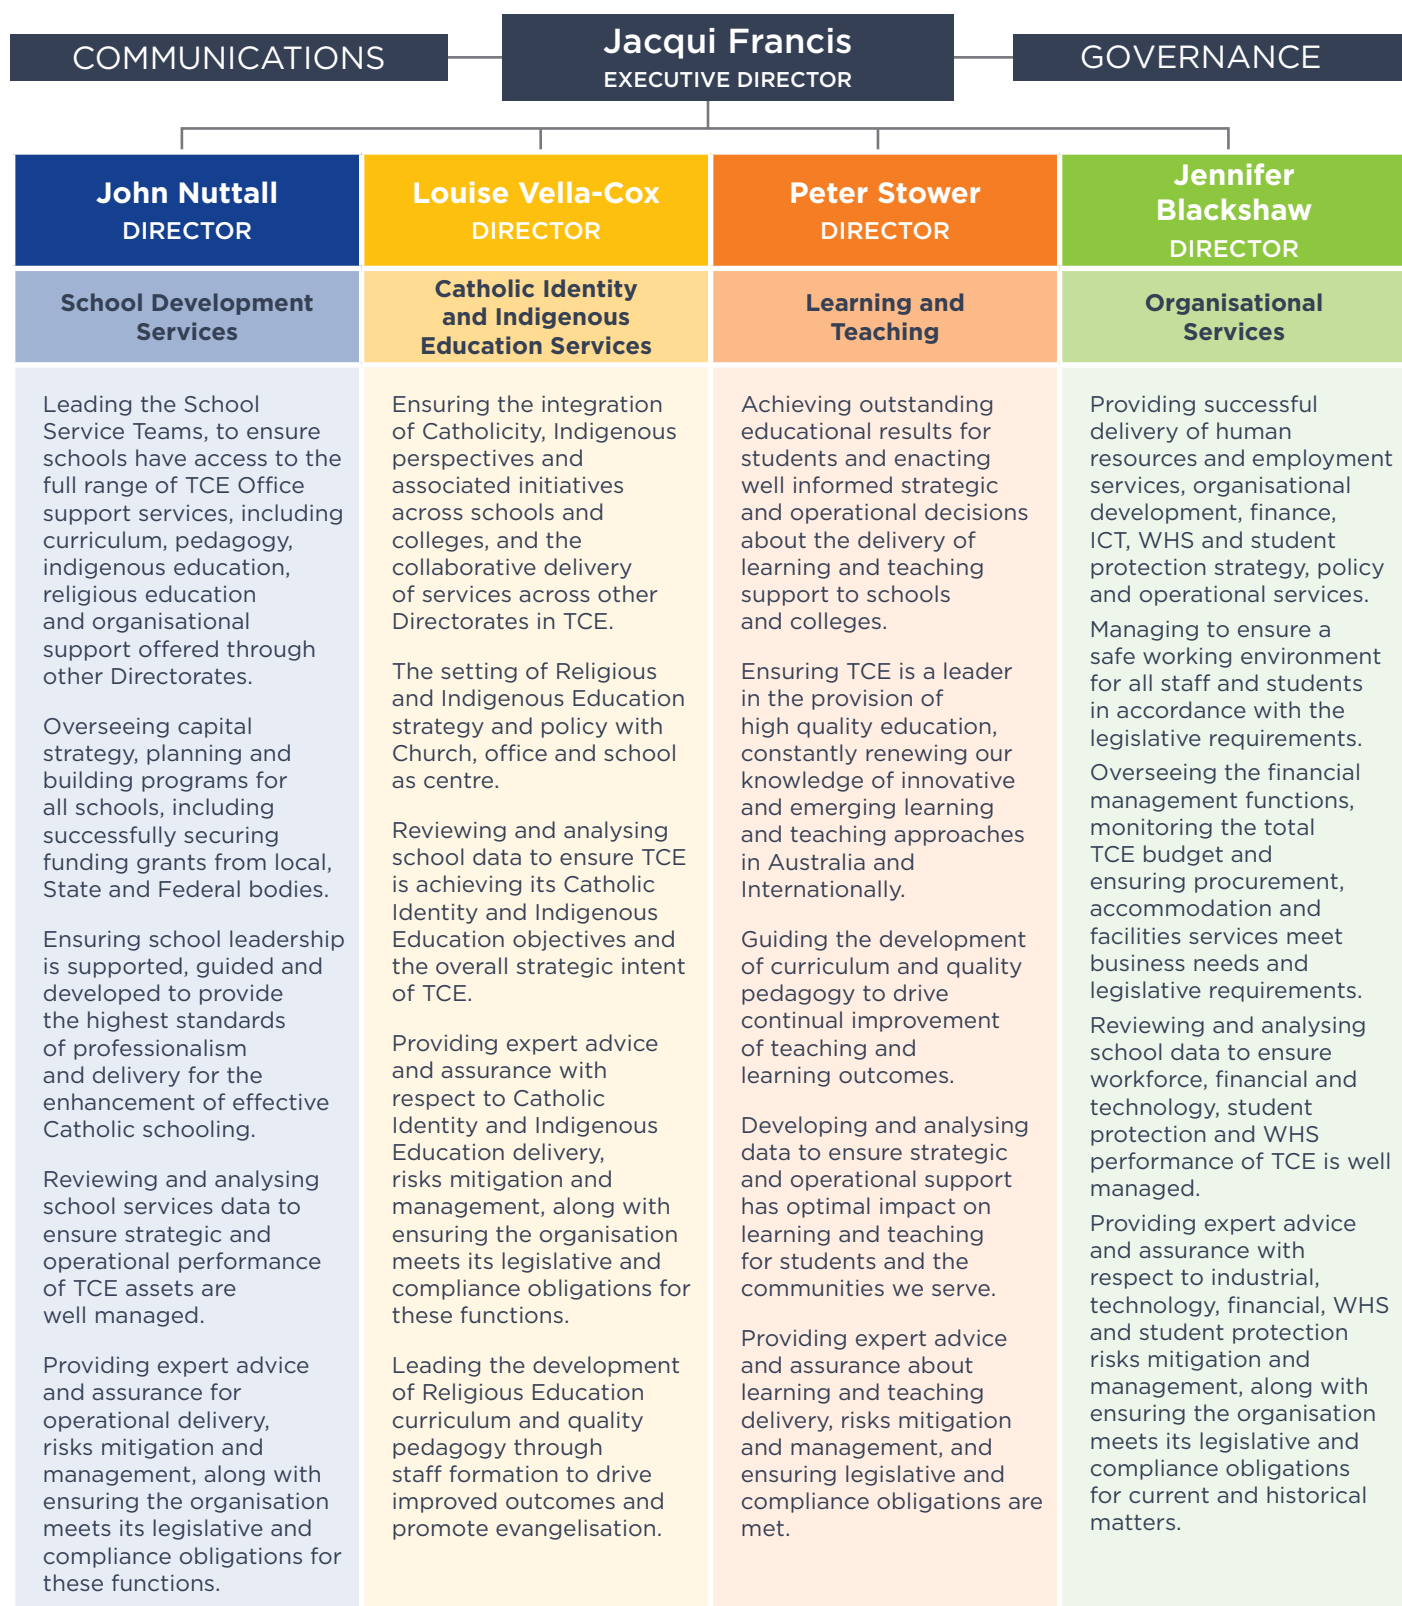 COMMUNICATIONS
Jacqui Francis
EXECUTIVE DIRECTOR
GOVERNANCE
John Nuttall
DIRECTOR
School Development
Services
Leading the School
Service Teams, to ensure
schools have access to the
full range of TCE Office
support services, including
curriculum, pedagogy,
indigenous education,
religious education
and organisational
support offered through
other Directorates.
Overseeing capital
strategy, planning and
building programs for
all schools, including
successfully securing
funding grants from local,
State and Federal bodies.
Ensuring school leadership
is supported, guided and
developed to provide
the highest standards
of professionalism
and delivery for the
enhancement of effective
Catholic schooling.
Reviewing and analysing
school services data to
ensure strategic and
operational performance
of TCE assets are
well managed.
Providing expert advice
and assurance for
operational delivery,
risks mitigation and
management, along with
ensuring the organisation
meets its legislative and
compliance obligations for
these functions.
Louise Vella-Cox
DIRECTOR
Catholic Identity
and Indigenous
Education Services
Ensuring the integration
of Catholicity, Indigenous
perspectives and
associated initiatives
across schools and
colleges, and the
collaborative delivery
of services across other
Directorates in TCE.
The setting of Religious
and Indigenous Education
strategy and policy with
Church, office and school
as centre.
Reviewing and analysing
school data to ensure TCE
is achieving its Catholic
Identity and Indigenous
Education objectives and
the overall strategic intent
of TCE.
Providing expert advice
and assurance with
respect to Catholic
Identity and Indigenous
Education delivery,
risks mitigation and
management, along with
ensuring the organisation
meets its legislative and
compliance obligations for
these functions.
Leading the development
of Religious Education
curriculum and quality
pedagogy through
staff formation to drive
improved outcomes and
promote evangelisation.
Peter Stower
DIRECTOR
Learning and
Teaching
Achieving outstanding
educational results for
students and enacting
well informed strategic
and operational decisions
about the delivery of
learning and teaching
support to schools
and colleges.
Ensuring TCE is a leader
in the provision of
high quality education,
constantly renewing our
knowledge of innovative
and emerging learning
and teaching approaches
in Australia and
Internationally.
Guiding the development
of curriculum and quality
pedagogy to drive
continual improvement
of teaching and
learning outcomes.
Developing and analysing
data to ensure strategic
and operational support
has optimal impact on
learning and teaching
for students and the
communities we serve.
Providing expert advice
and assurance about
learning and teaching
delivery, risks mitigation
and management, and
ensuring legislative and
compliance obligations are
met.
Jennifer
Blackshaw
DIRECTOR
Organisational
Services
Providing successful
delivery of human
resources and employment
services, organisational
development, finance,
ICT, WHS and student
protection strategy, policy
and operational services.
Managing to ensure a
safe working environment
for all staff and students
in accordance with the
legislative requirements.
Overseeing the financial
management functions,
monitoring the total
TCE budget and
ensuring procurement,
accommodation and
facilities services meet
business needs and
legislative requirements.
Reviewing and analysing
school data to ensure
workforce, financial and
technology, student
protection and WHS
performance of TCE is well
managed.
Providing expert advice
and assurance with
respect to industrial,
technology, financial, WHS
and student protection
risks mitigation and
management, along with
ensuring the organisation
meets its legislative and
compliance obligations
for current and historical
matters.